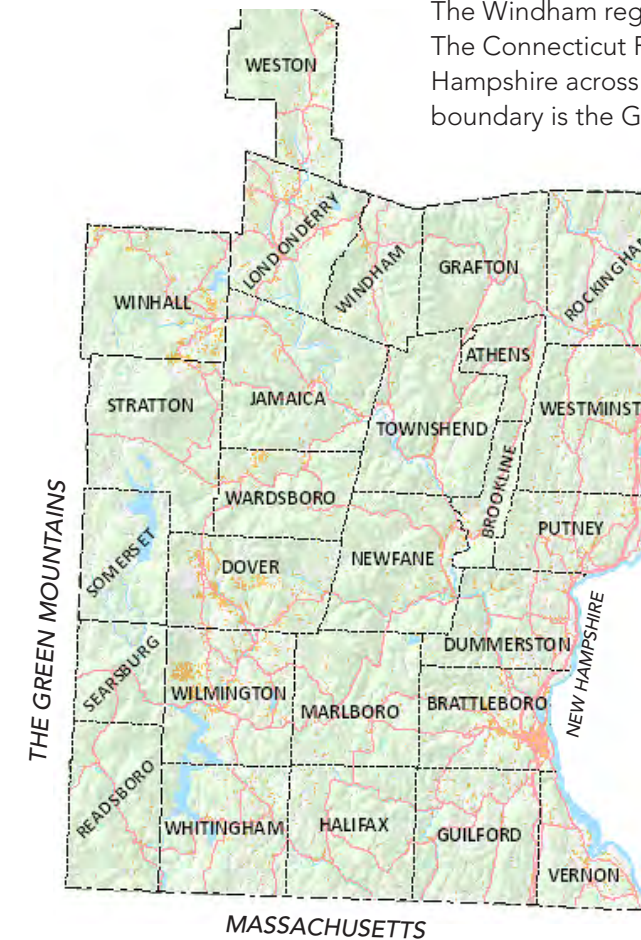 The Windham reg
The Connecticut
Hampshire across
boundary is the G
WESTON
LONDONDERRY
WINDHAM
GRAFTON
WINHALL
ATHENS
STRATTON
JAMAICA
TOWNSHEND
WESTMINST
BROOKLINE
WARDSBORO
SOMERSET
DOVER
NEWFANE
PUTNEY
THE GREEN MOUNTAINS
SEARSBURG
WILMINGTON
MARLBORO
DUMMERSTON
BRATTLEBORO
NEW HAMPSHIRE
READSBORO
WHITINGHAM
HALIFAX
GUILFORD
VERNON
MASSACHUSETTS